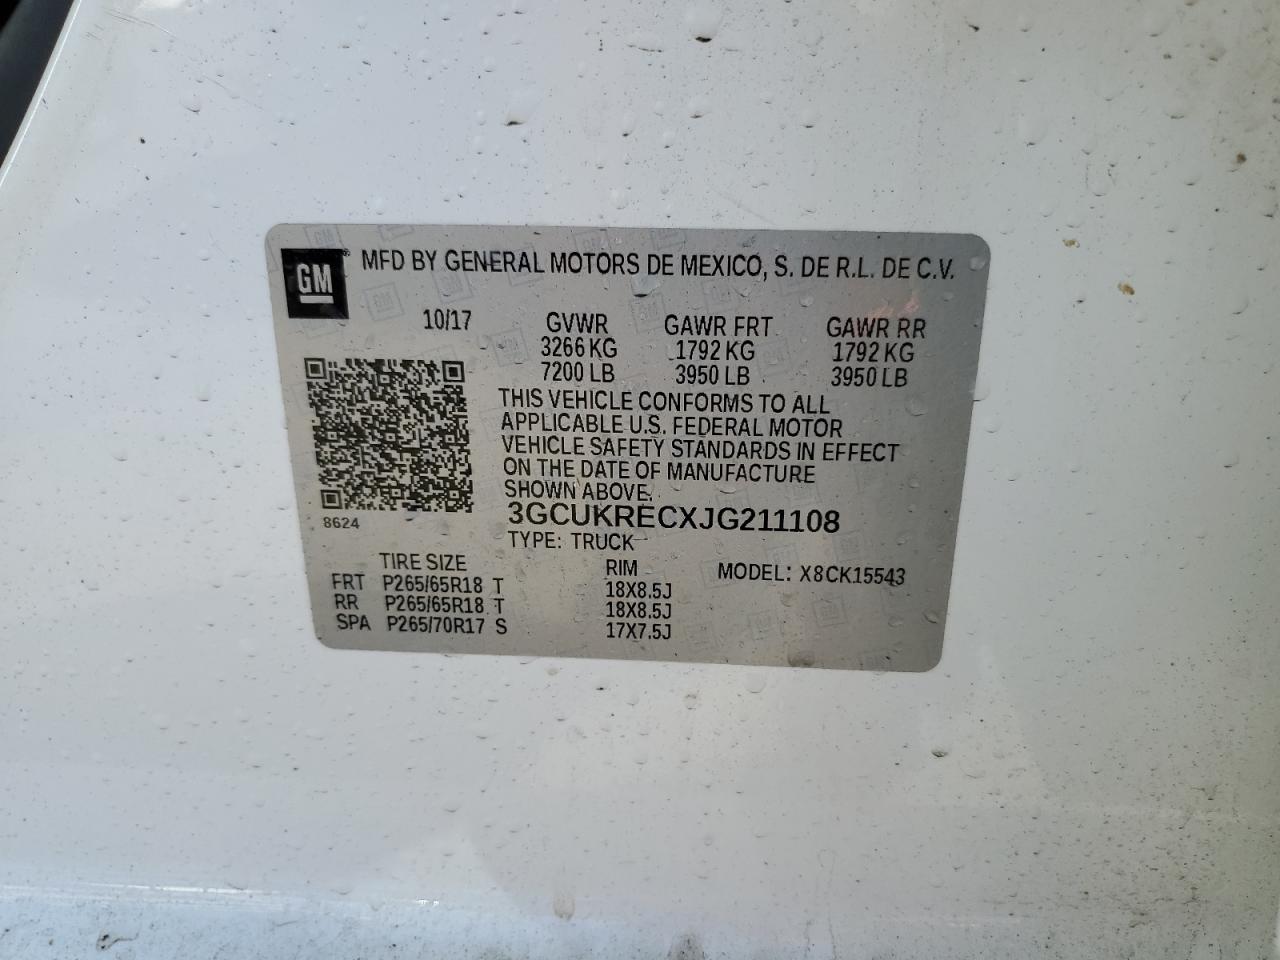 GM
MFD BY GENERAL MOTORS DE MEXICO, S. DE R.L. DE C.V.
10/17 GVWR GAWR FRT GAWR RR
3266 KG 1792 KG 1792 KG
7200 LB 3950 LB 3950 LB
THIS VEHICLE CONFORMS TO ALL
APPLICABLE U.S. FEDERAL MOTOR
VEHICLE SAFETY STANDARDS IN EFFECT
ON THE DATE OF MANUFACTURE
SHOWN ABOVE.
8624
3GCUKRECXJG211108
TYPE: TRUCK
TIRE SIZE RIM MODEL: X8CK15543
FRT P265/65R18 T 18X8.5J
RR P265/65R18 T 18X8.5J
SPA P265/70R17 S 17X7.5J